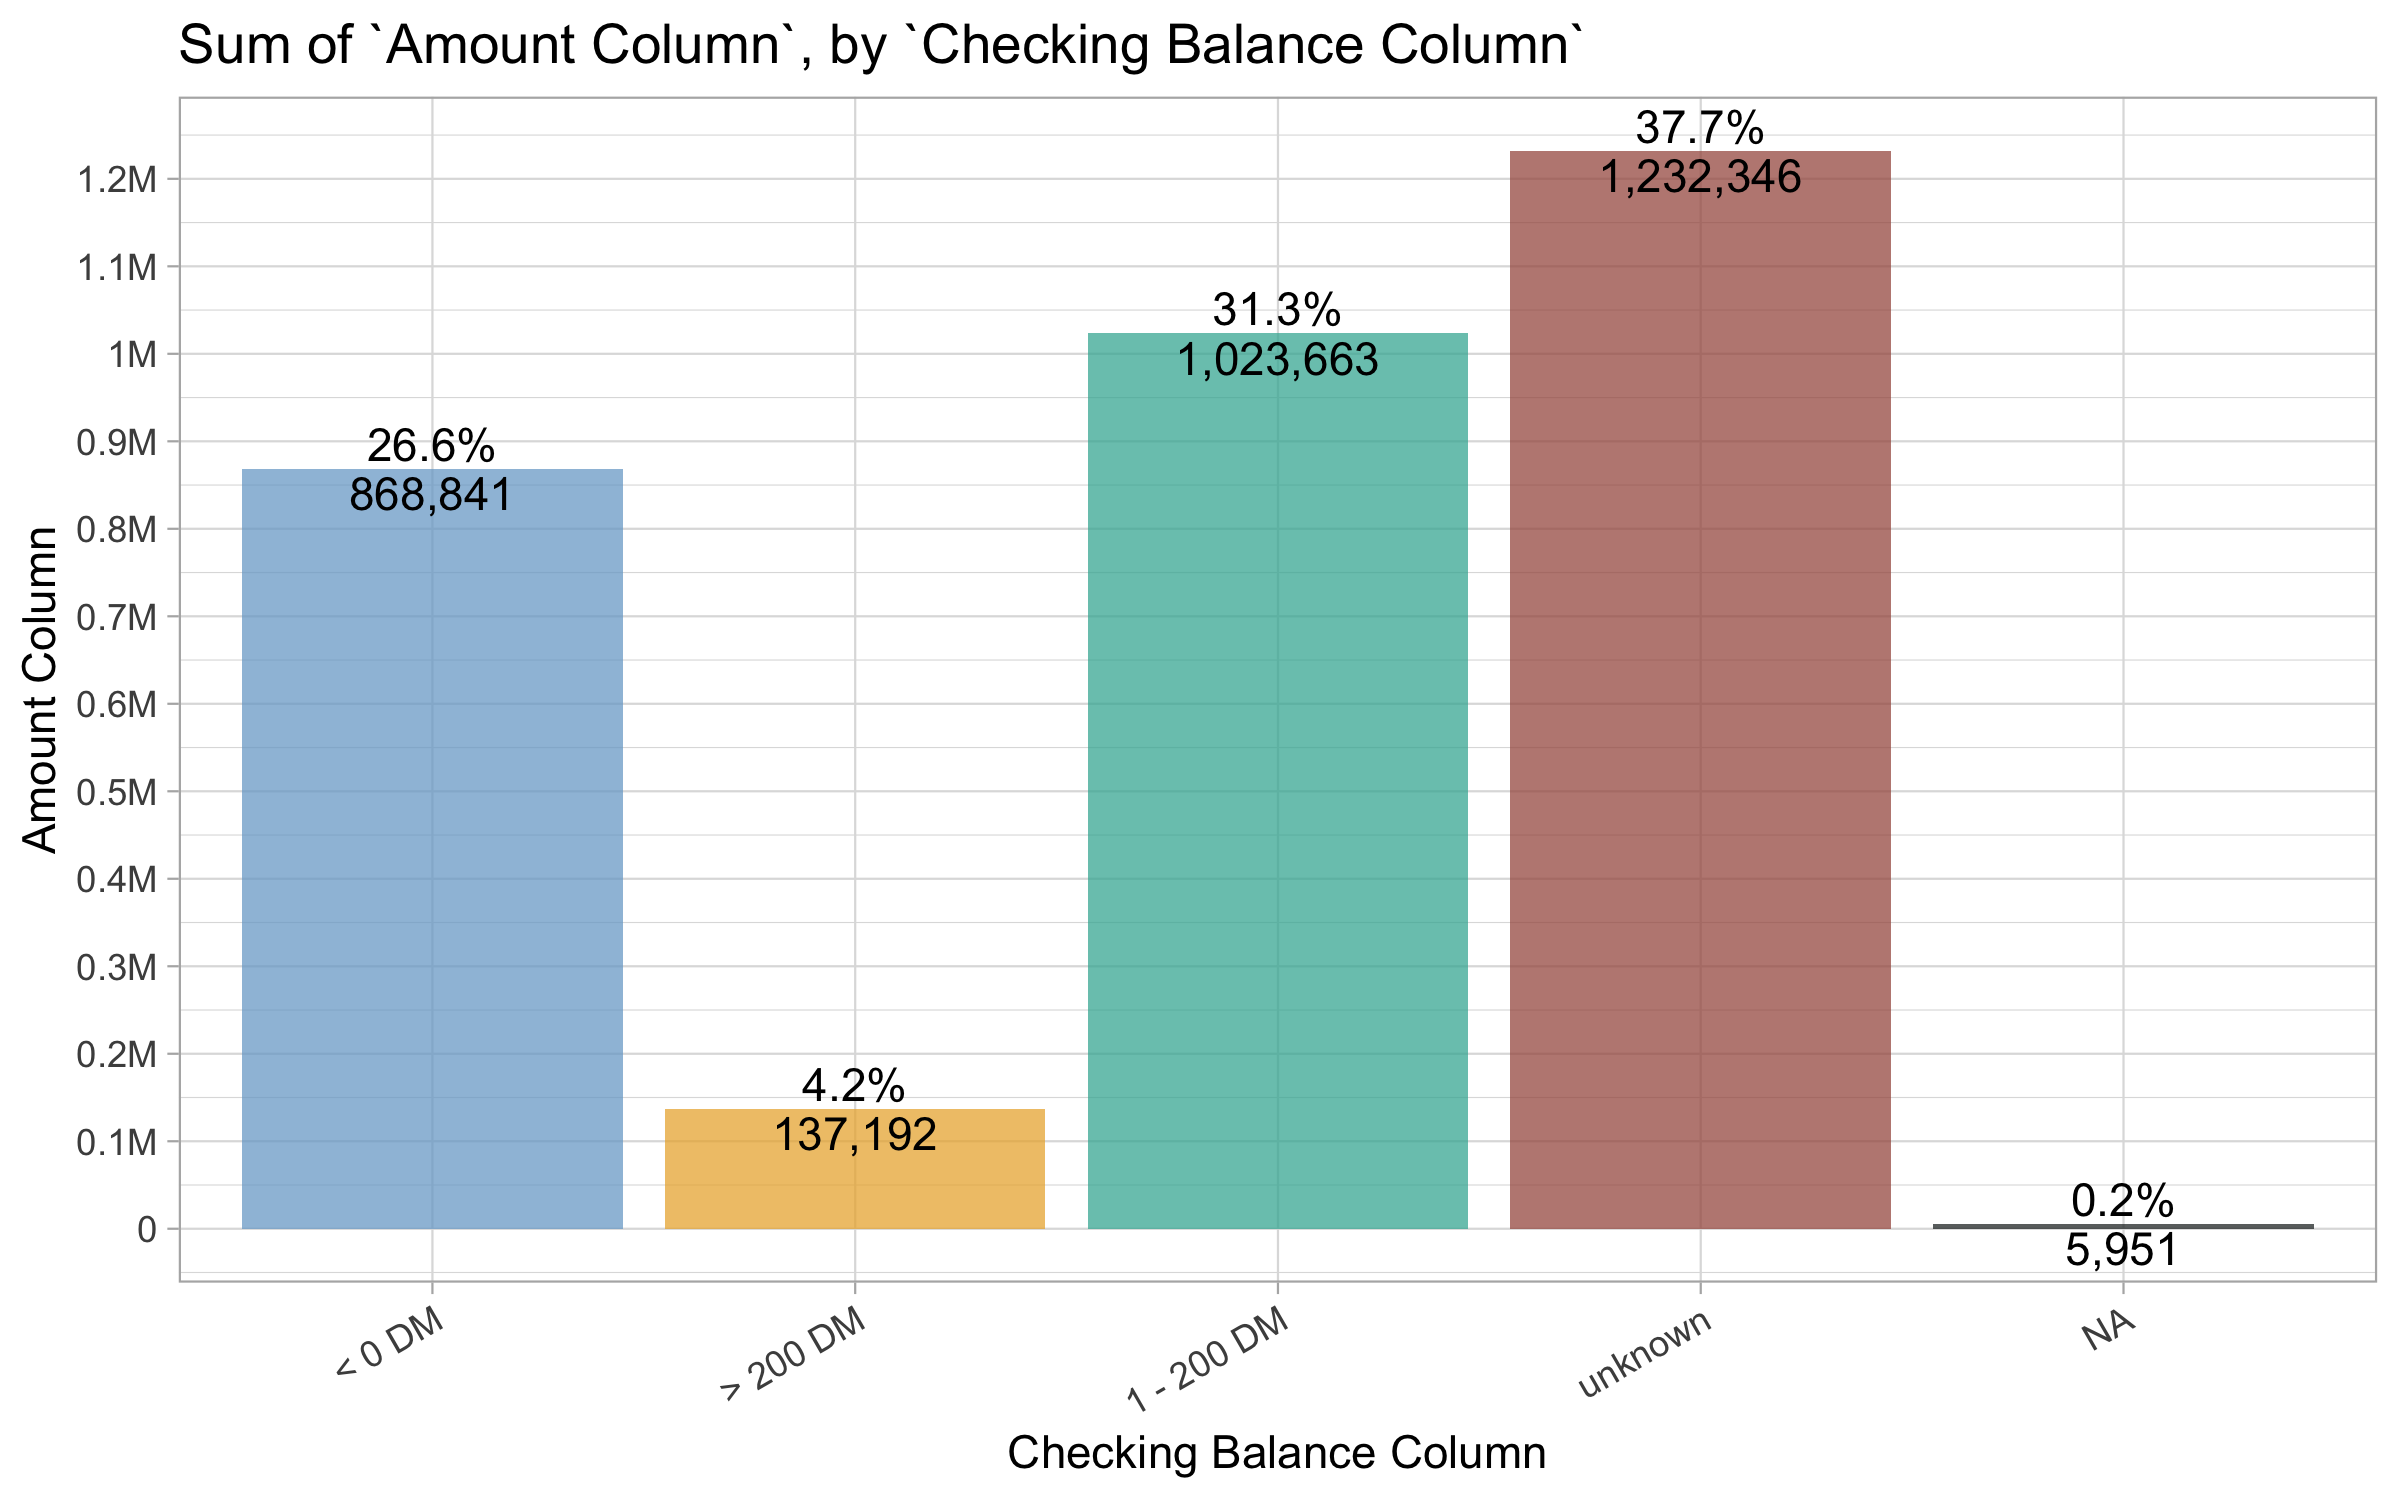 Sum of `Amount Column`, by `Checking Balance Column`
Amount Column
1.2M
1.1M
1M
0.9M
0.8M
0.7M
0.6M
0.5M
0.4M
0.3M
0.2M
0.1M
0
26.6%
868,841
4.2%
137,192
31.3%
1,023,663
37.7%
1,232,346
0.2%
5,951
< 0 DM
> 200 DM
1 - 200 DM
unknown
NA
Checking Balance Column